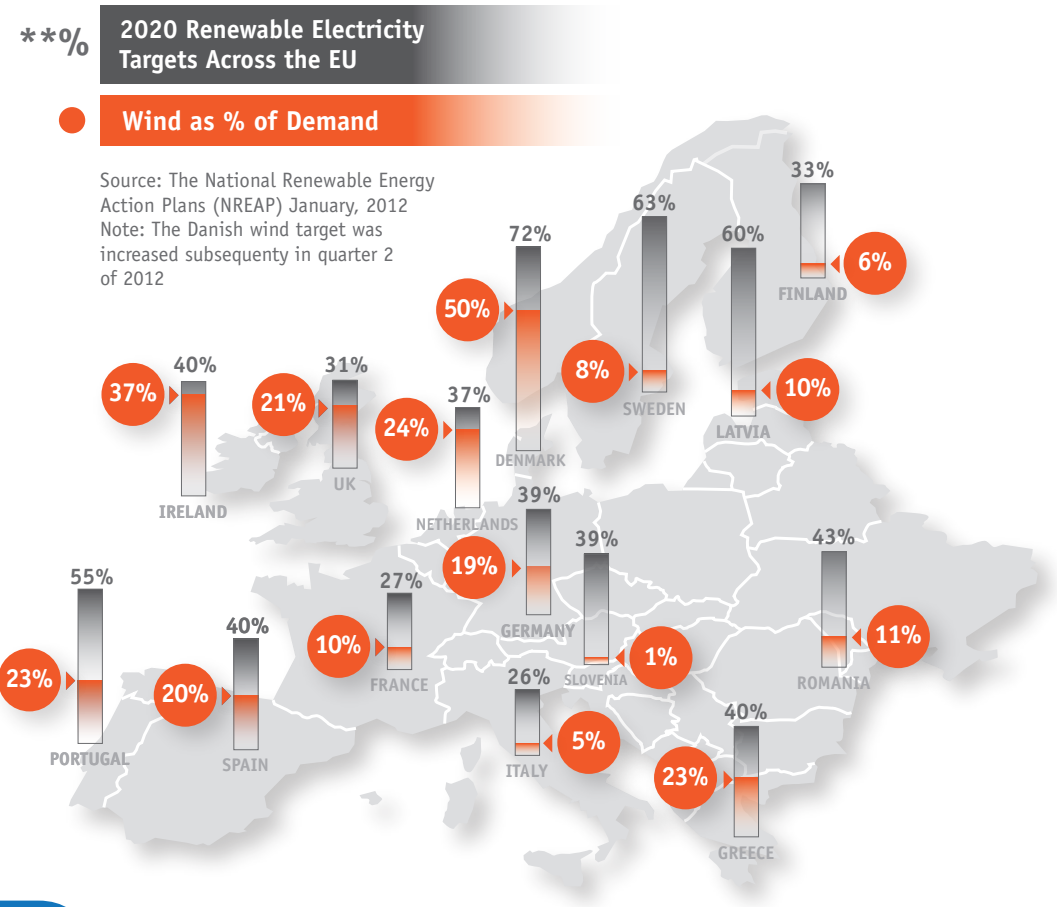 **%
2020 Renewable Electricity
Targets Across the EU
Wind as % of Demand
Source: The National Renewable Energy
Action Plans (NREAP) January, 2012
Note: The Danish wind target was
increased subsequenty in quarter 2
of 2012
33%
6%
FINLAND
63%
8%
SWEDEN
60%
10%
LATVIA
72%
50%
DENMARK
40%
37%
IRELAND
31%
21%
UK
37%
24%
NETHERLANDS
39%
19%
GERMANY
39%
1%
SLOVENIA
43%
11%
ROMANIA
55%
23%
PORTUGAL
40%
20%
SPAIN
27%
10%
FRANCE
26%
5%
ITALY
40%
23%
GREECE